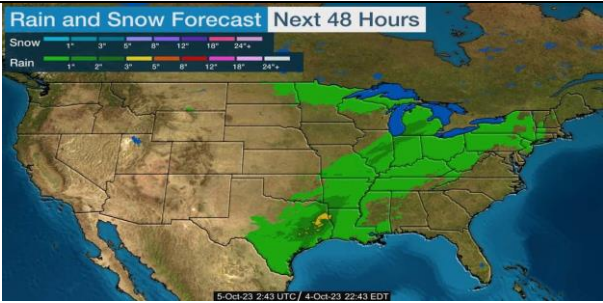 Rain and Snow Forecast Next 48 Hours
Snow 1" 3" 5" 8" 12" 18" 24"+
Rain 1" 2" 3" 5" 8" 12" 18" 24"+
5-Oct-23 2:43 UTC / 4-Oct-23 22:43 EDT